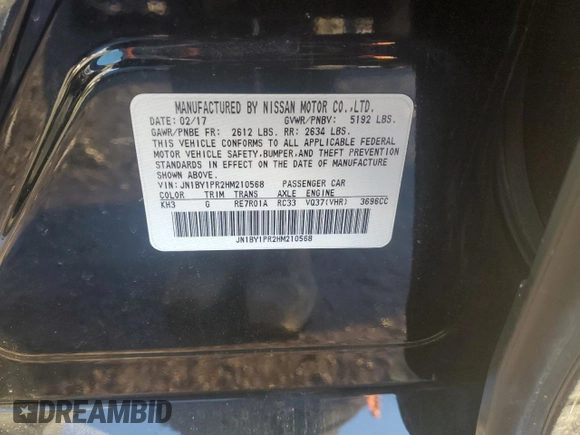 MANUFACTURED BY NISSAN MOTOR CO.,LTD.
DATE: 02/17 GVWR/PNBV: 5192 LBS.
GAWR/PNBE FR: 2612 LBS. RR: 2634 LBS.
THIS VEHICLE CONFORMS TO ALL APPLICABLE FEDERAL
MOTOR VEHICLE SAFETY,BUMPER,AND THEFT PREVENTION
STANDARDS IN EFFECT ON THE DATE OF MANUFACTURE
SHOWN ABOVE.
VIN: JN1BY1PR2HM210568 PASSENGER CAR
COLOR TRIM TRANS AXLE ENGINE
KH3 G RE7R01A RC33 VQ37(VHR) 3696CC
JN1BY1PR2HM210568
DREAMBID